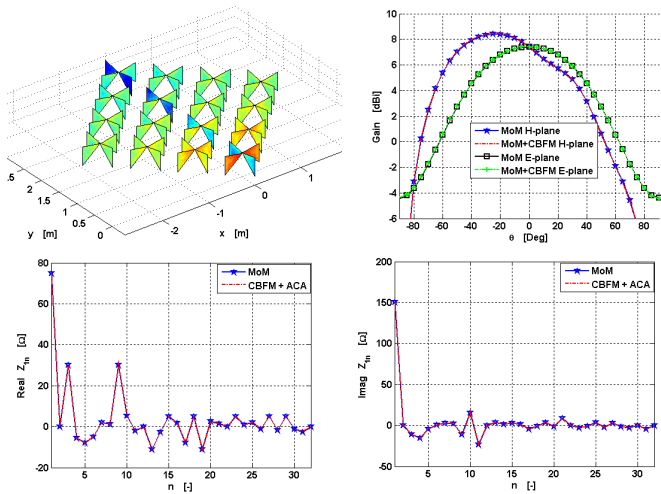 .5
2
1.5
1
0.5
0
y [m]
-2
-1
0
1
x [m]
8
6
4
2
0
-2
-4
-6
Gain [dBi]
MoM H-plane
MoM+CBFM H-plane
MoM E-plane
MoM+CBFM E-plane
-80 -60 -40 -20 0 20 40 60 80
θ [Deg]
80
60
40
20
0
-20
Real Z1n [Ω]
MoM
CBFM + ACA
5 10 15 20 25 30
n [-]
200
150
100
50
0
-50
Imag Z1n [Ω]
MoM
CBFM + ACA
5 10 15 20 25 30
n [-]